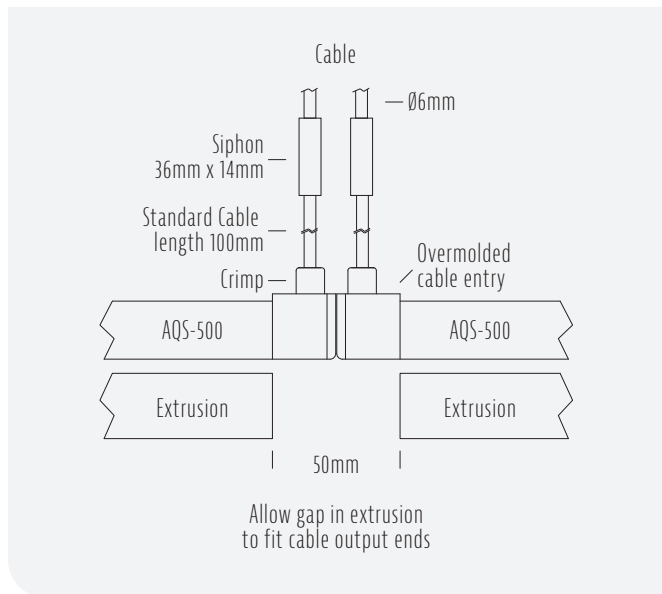 Cable
Ø6mm
Siphon
36mm x 14mm
Standard Cable
length 100mm
Overmolded
cable entry
Crimp
AQS-500
AQS-500
Extrusion
Extrusion
50mm
Allow gap in extrusion
to fit cable output ends